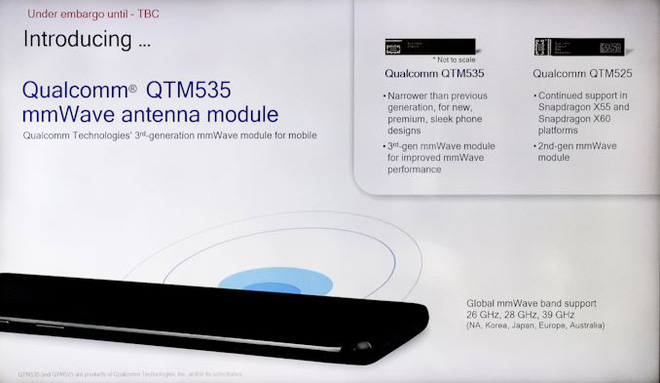 Under embargo until - TBC
Introducing ...
Qualcomm® QTM535
mmWave antenna module
Qualcomm Technologies' 3rd-generation mmWave module for mobile
* Not to scale
Qualcomm QTM535
• Narrower than previous
generation, for new,
premium, sleek phone
designs
• 3rd-gen mmWave module
for improved mmWave
performance
Qualcomm QTM525
• Continued support in
Snapdragon X55 and
Snapdragon X60
platforms
• 2nd-gen mmWave
module
Global mmWave band support
26 GHz, 28 GHz, 39 GHz
(NA, Korea, Japan, Europe, Australia)
QTM535 and QTM525 are products of Qualcomm Technologies, Inc. and/or its subsidiaries.